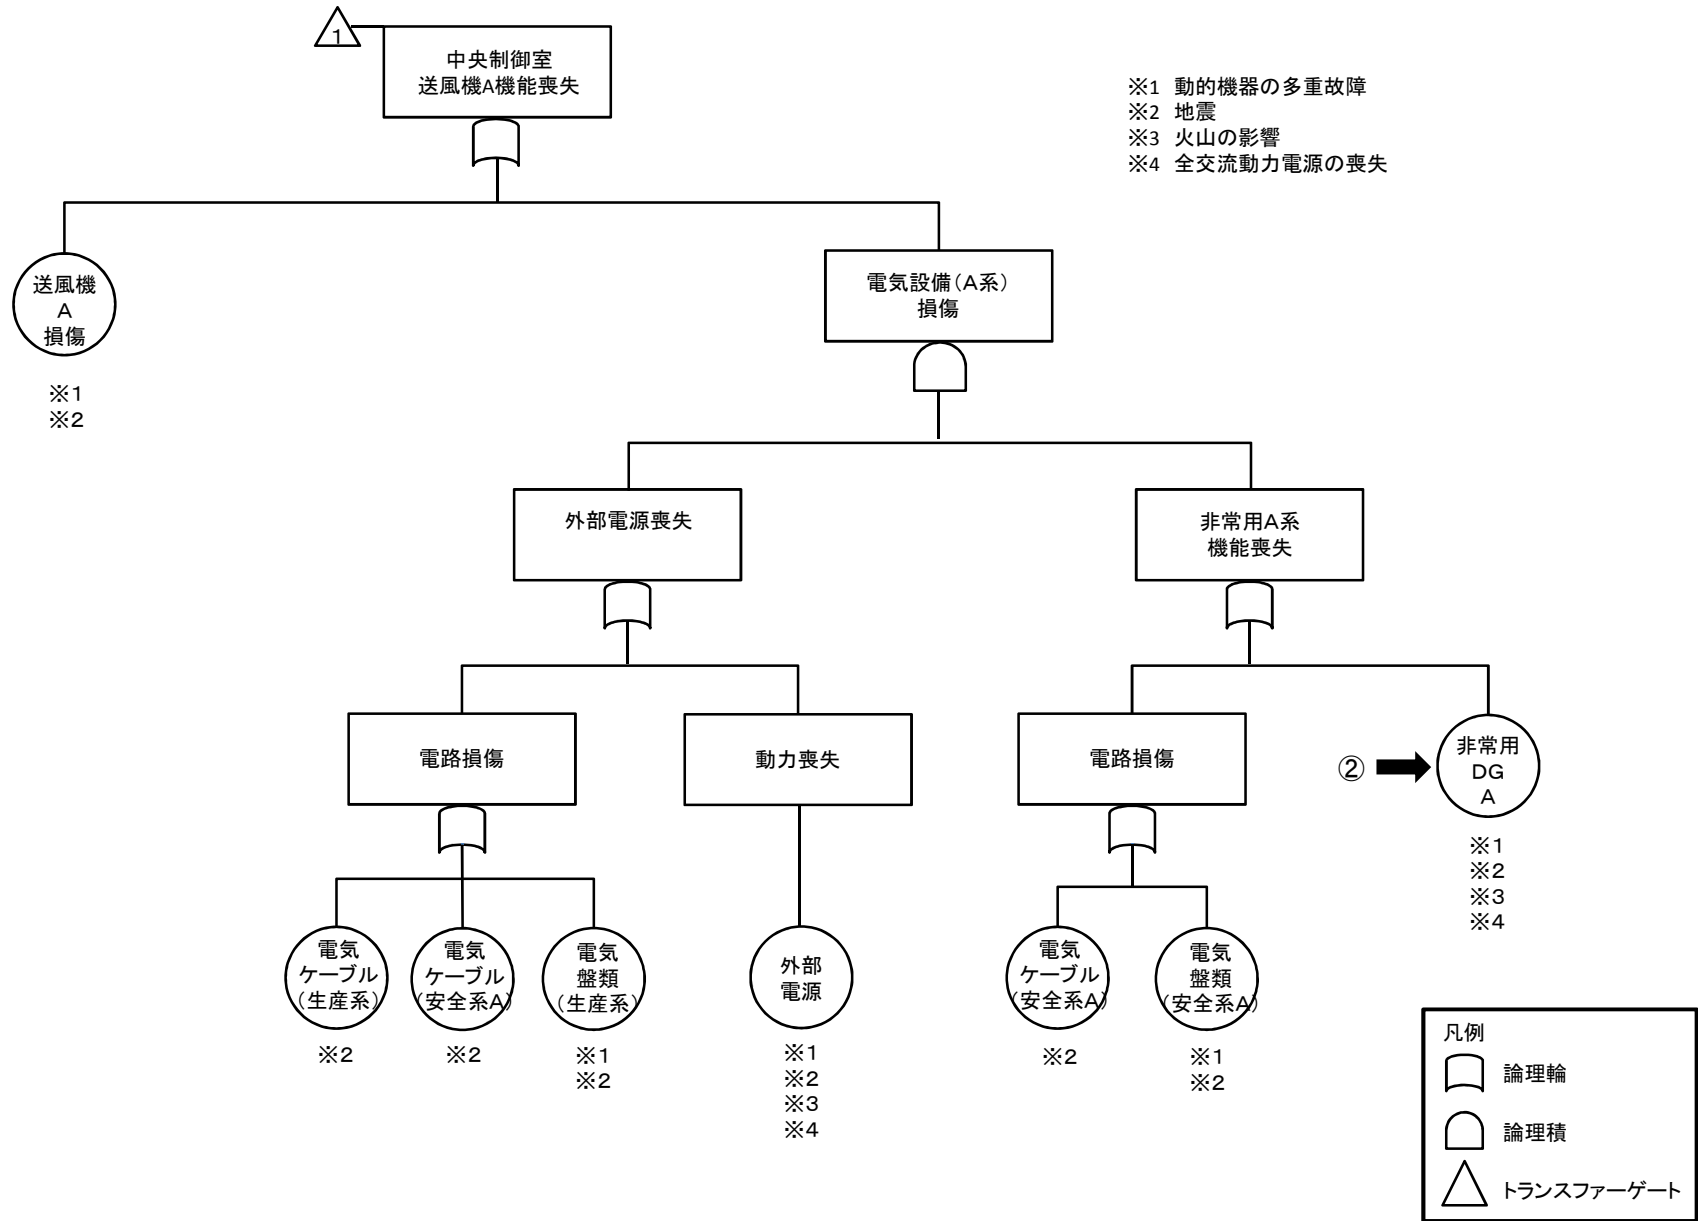 1
中央制御室
送風機A機能喪失
※1 動的機器の多重故障
※2 地震
※3 火山の影響
※4 全交流動力電源の喪失
送風機
A
損傷
※1
※2
電気設備(A系)
損傷
外部電源喪失
非常用A系
機能喪失
電路損傷
動力喪失
電路損傷
②
非常用
DG
A
※1
※2
※3
※4
電気
ケーブル
(生産系)
※2
電気
ケーブル
(安全系A)
※2
電気
盤類
(生産系)
※1
※2
外部
電源
※1
※2
※3
※4
電気
ケーブル
(安全系A)
※2
電気
盤類
(安全系A)
※1
※2
凡例
論理輪
論理積
トランスファーゲート